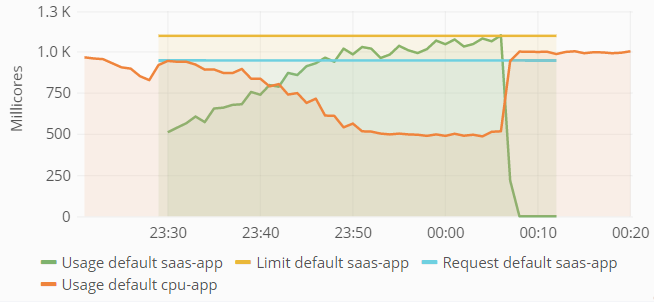 1.3 K
1.0 K
750
500
250
0
Millicores
23:30 23:40 23:50 00:00 00:10 00:20
Usage default saas-app Limit default saas-app Request default saas-app
Usage default cpu-app